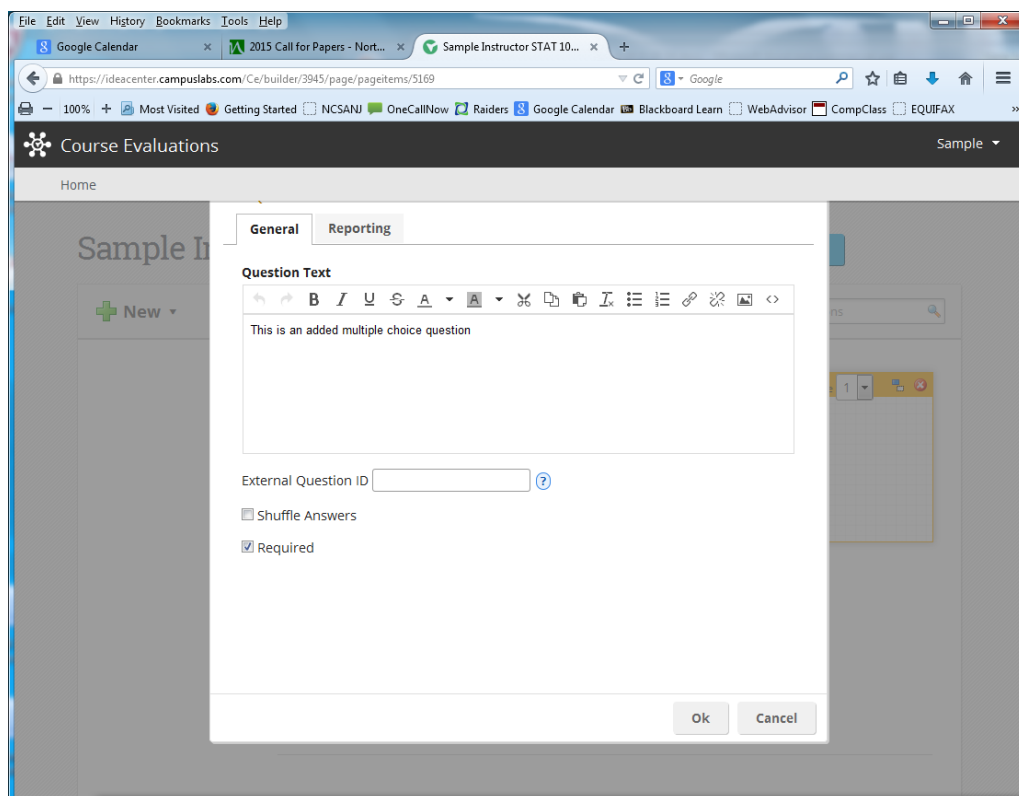 File Edit View History Bookmarks Tools Help
Google Calendar × 2015 Call for Papers - Nort... × Sample Instructor STAT 10... × +
https://ideacenter.campuslabs.com/Ce/builder/3945/page/pageitems/5169 Google
100% + Most Visited Getting Started NCSANJ OneCallNow Raiders Google Calendar Blackboard Learn WebAdvisor CompClass EQUIFAX »
Course Evaluations Sample
Home
General Reporting
Sample I
Question Text
New
ns
This is an added multiple choice question
1
External Question ID ?
Shuffle Answers
Required
Ok Cancel